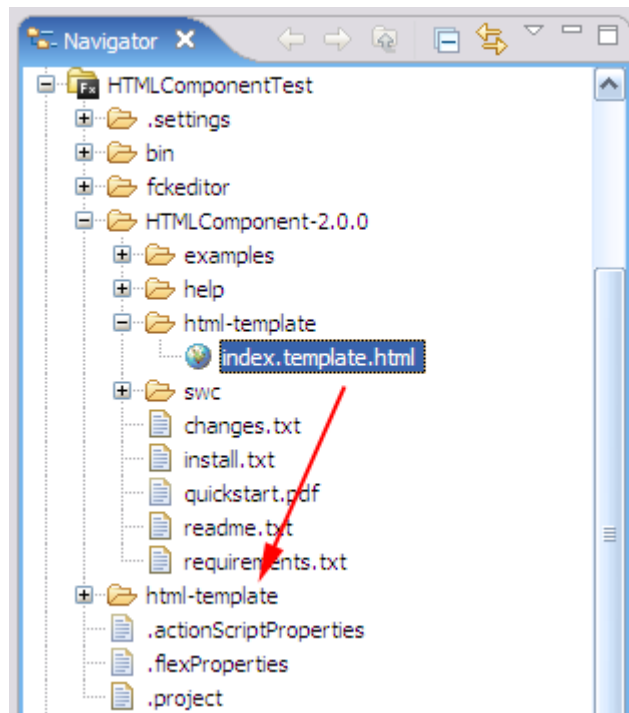 Navigator
HTMLComponentTest
.settings
bin
fckeditor
HTMLComponent-2.0.0
examples
help
html-template
index.template.html
swc
changes.txt
install.txt
quickstart.pdf
readme.txt
requirements.txt
html-template
.actionScriptProperties
.flexProperties
.project